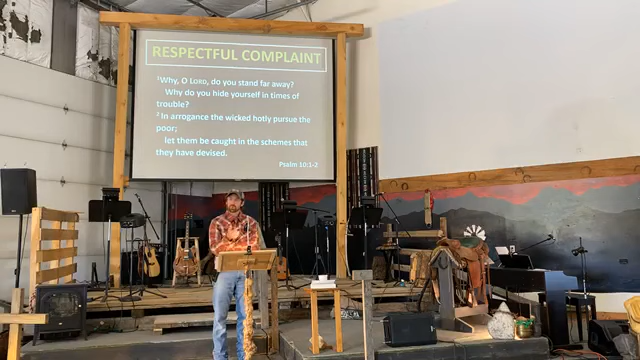 RESPECTFUL COMPLAINT
¹Why, O LORD, do you stand far away?
Why do you hide yourself in times of
trouble?
² In arrogance the wicked hotly pursue the
poor;
let them be caught in the schemes that
they have devised.
Psalm 10:1-2